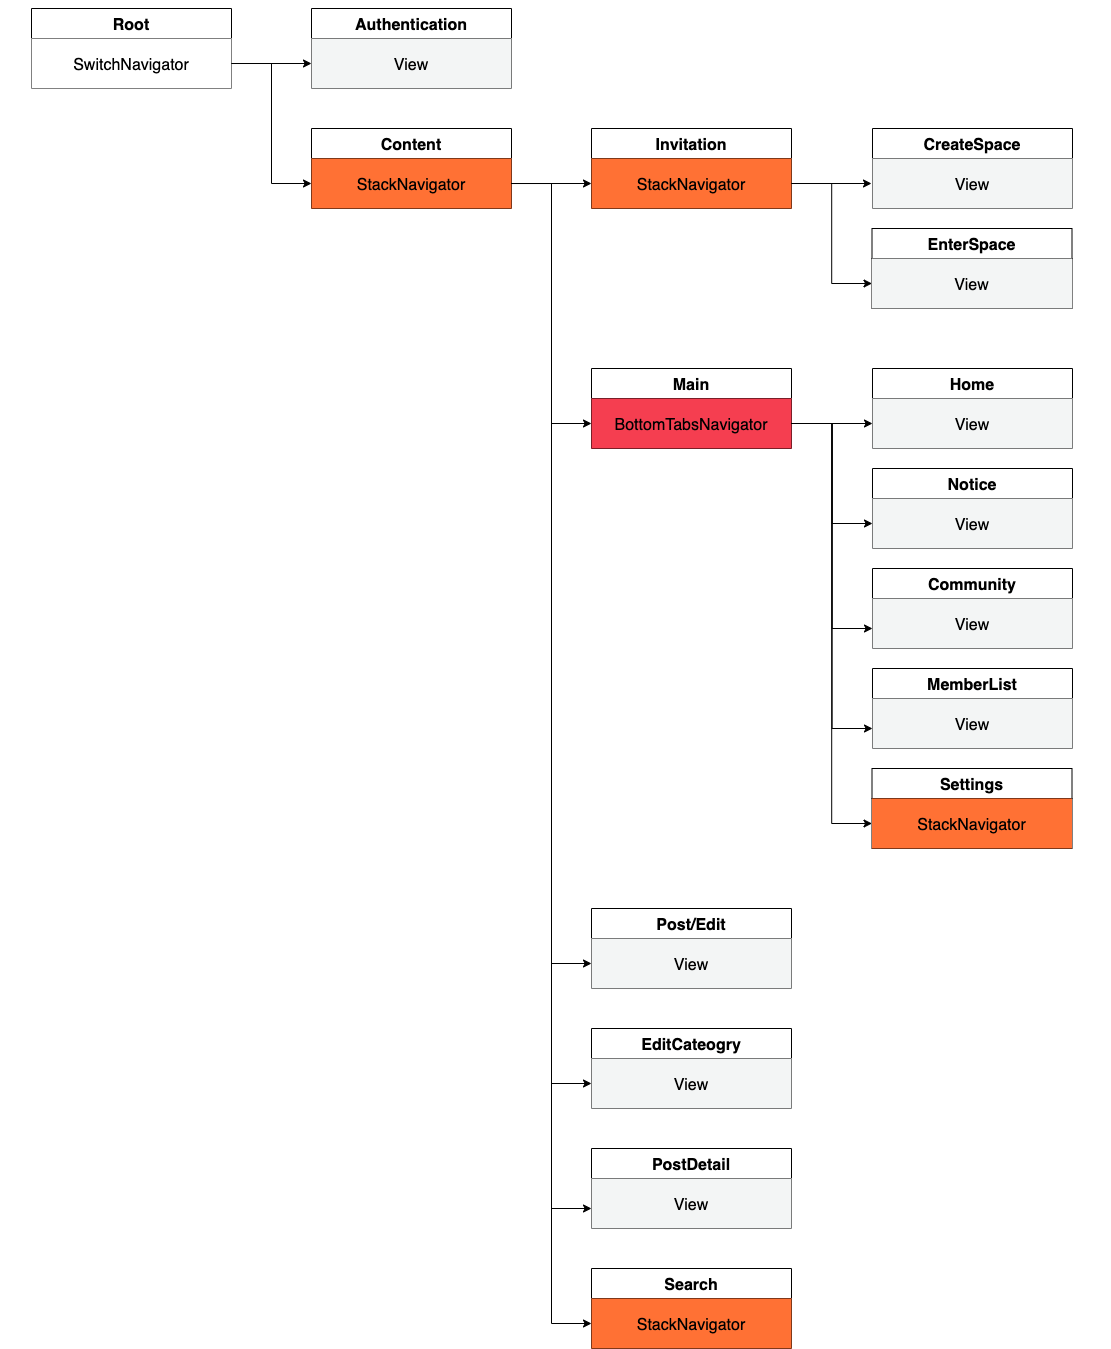 Root
SwitchNavigator
Authentication
View
Content
StackNavigator
Invitation
StackNavigator
CreateSpace
View
EnterSpace
View
Main
BottomTabsNavigator
Home
View
Notice
View
Community
View
MemberList
View
Settings
StackNavigator
Post/Edit
View
EditCateogry
View
PostDetail
View
Search
StackNavigator